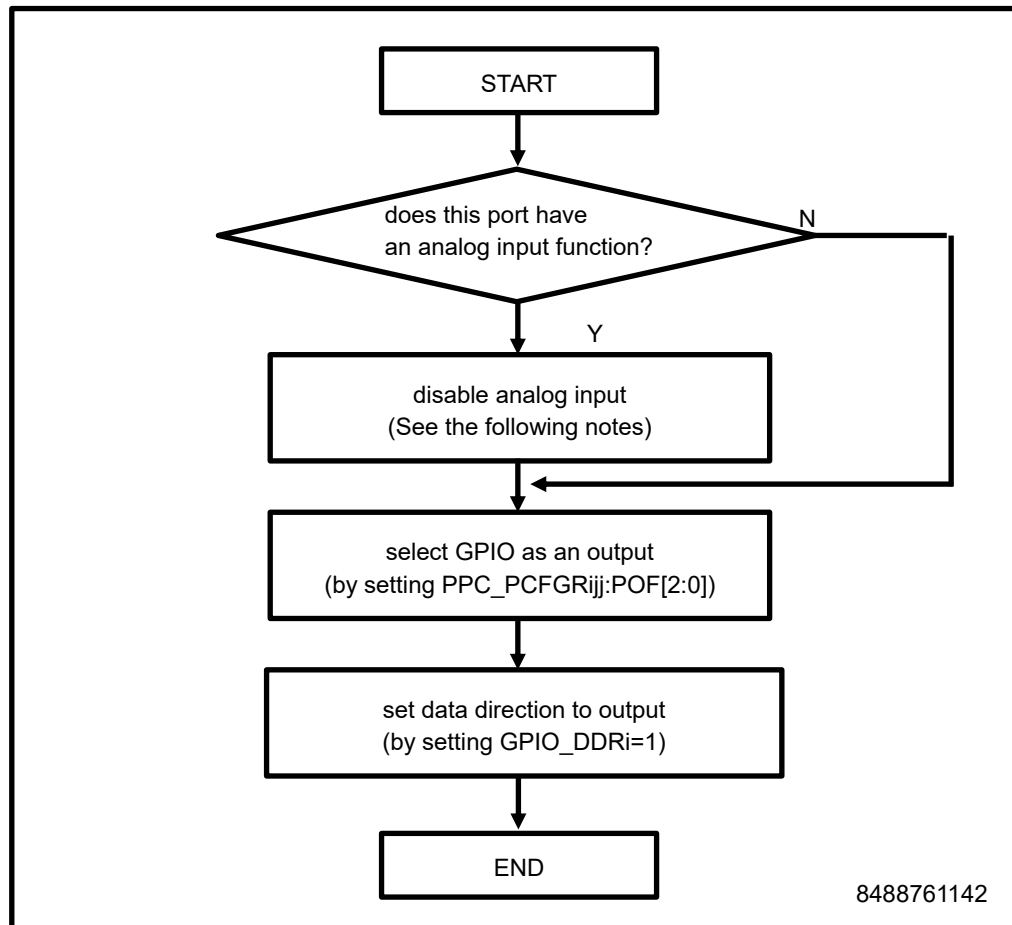 START
does this port have
an analog input function?
N
Y
disable analog input
(See the following notes)
select GPIO as an output
(by setting PPC_PCFGRijj:POF[2:0])
set data direction to output
(by setting GPIO_DDRi=1)
END
8488761142